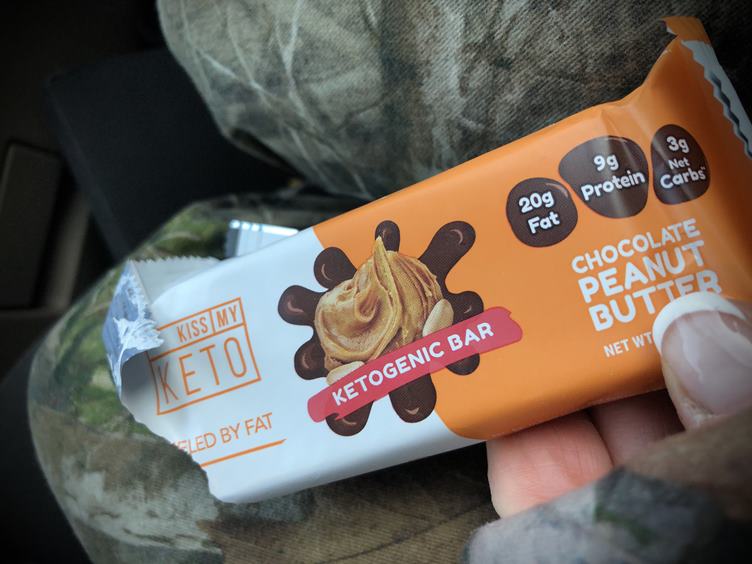 KISS MY
KETO
ELED BY FAT
KETOGENIC BAR
20g
Fat
9g
Protein
3g
Net
Carbs*
CHOCOLATE
PEANUT
BUTTER
NET WT